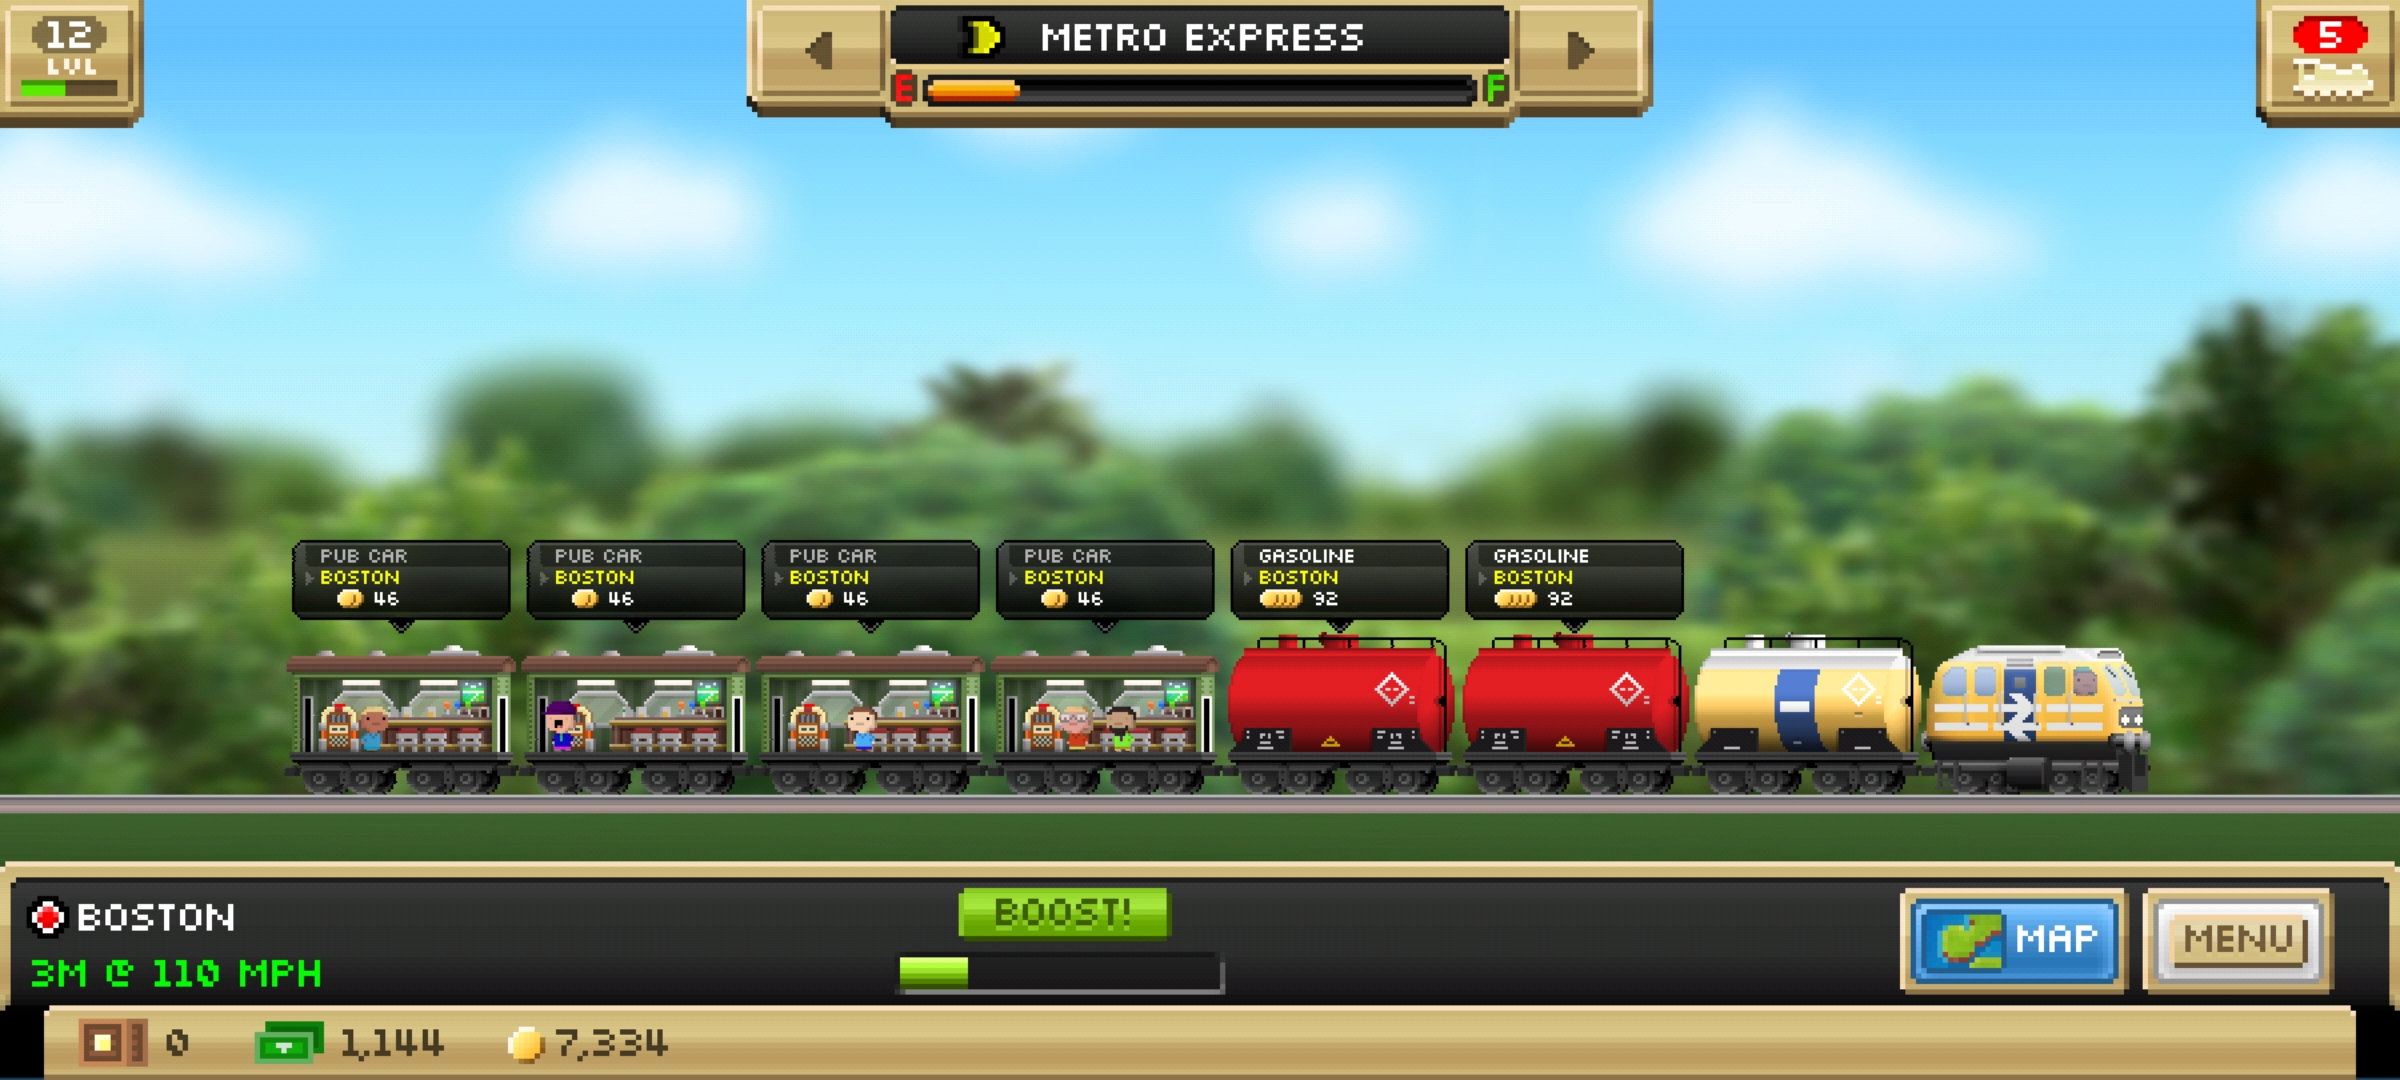 12
LVL
METRO EXPRESS
E
F
5
PUB CAR
BOSTON
46
PUB CAR
BOSTON
46
PUB CAR
BOSTON
46
PUB CAR
BOSTON
46
GASOLINE
BOSTON
92
GASOLINE
BOSTON
92
BOSTON
3M @ 110 MPH
BOOST!
MAP
MENU
0
1,144
7,334